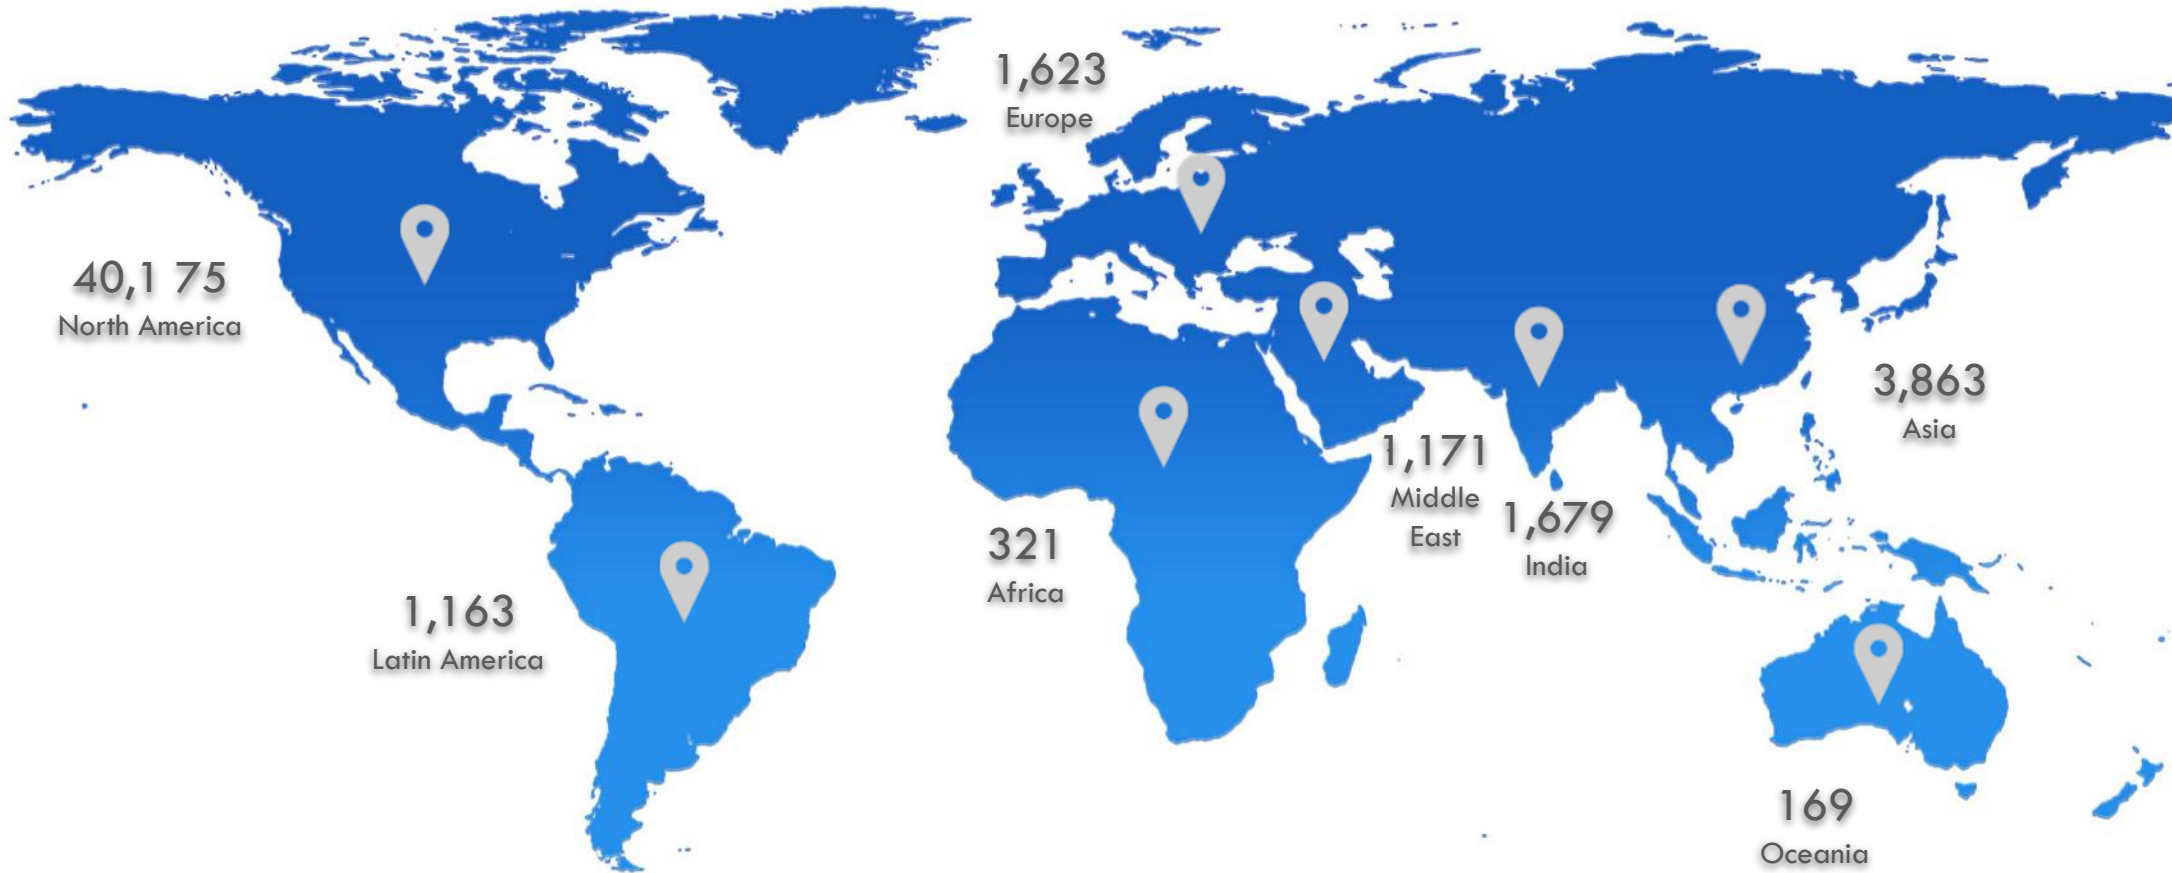 1,623
Europe
40,1 75
North America
3,863
Asia
1,171
Middle
East
1,679
India
321
Africa
1,163
Latin America
169
Oceania